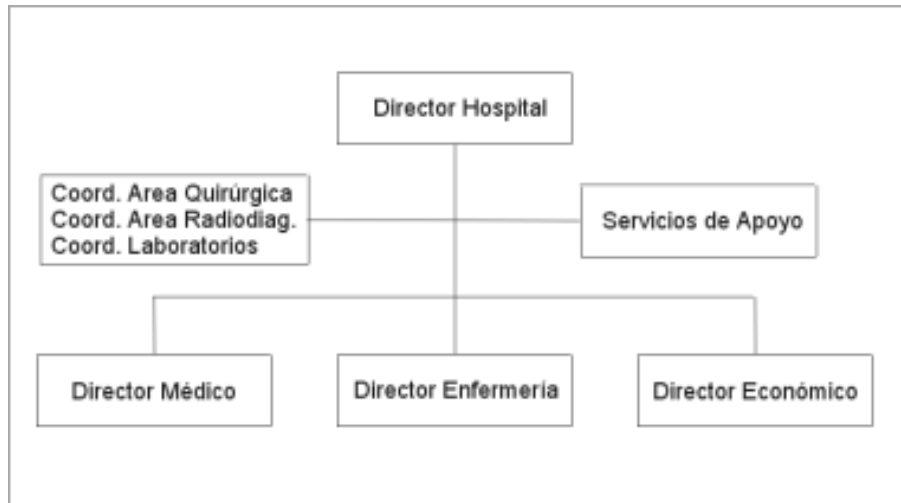 Director Hospital
Coord. Area Quirúrgica
Coord. Area Radiodiag.
Coord. Laboratorios
Servicios de Apoyo
Director Médico
Director Enfermería
Director Económico